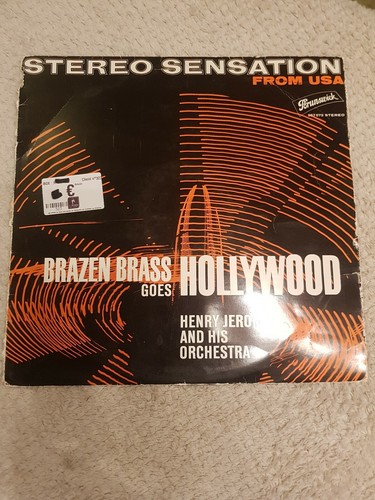 STEREO SENSATION
FROM USA
Brunswick
STEREO
€
BRAZEN BRASS
GOES HOLLYWOOD
HENRY JERO
AND HIS
ORCHESTRA